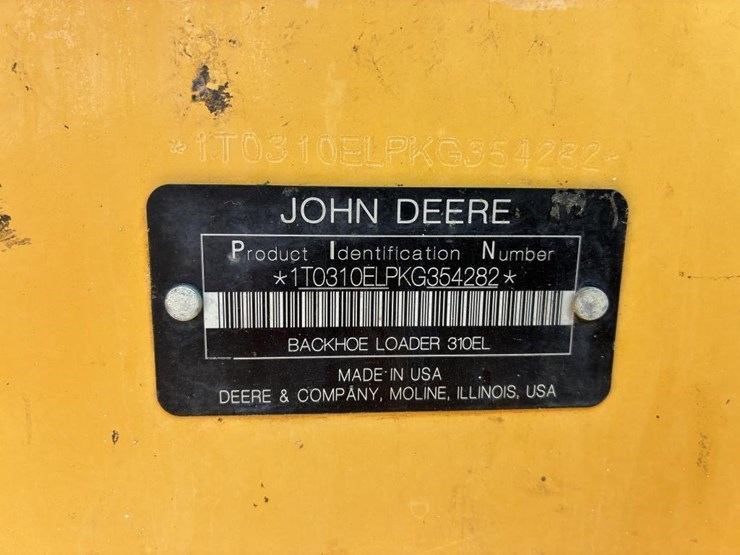 *1T0310ELPKG354282*
JOHN DEERE
Product Identification Number
*1T0310ELPKG354282*
BACKHOE LOADER 310EL
MADE IN USA
DEERE & COMPANY, MOLINE, ILLINOIS, USA